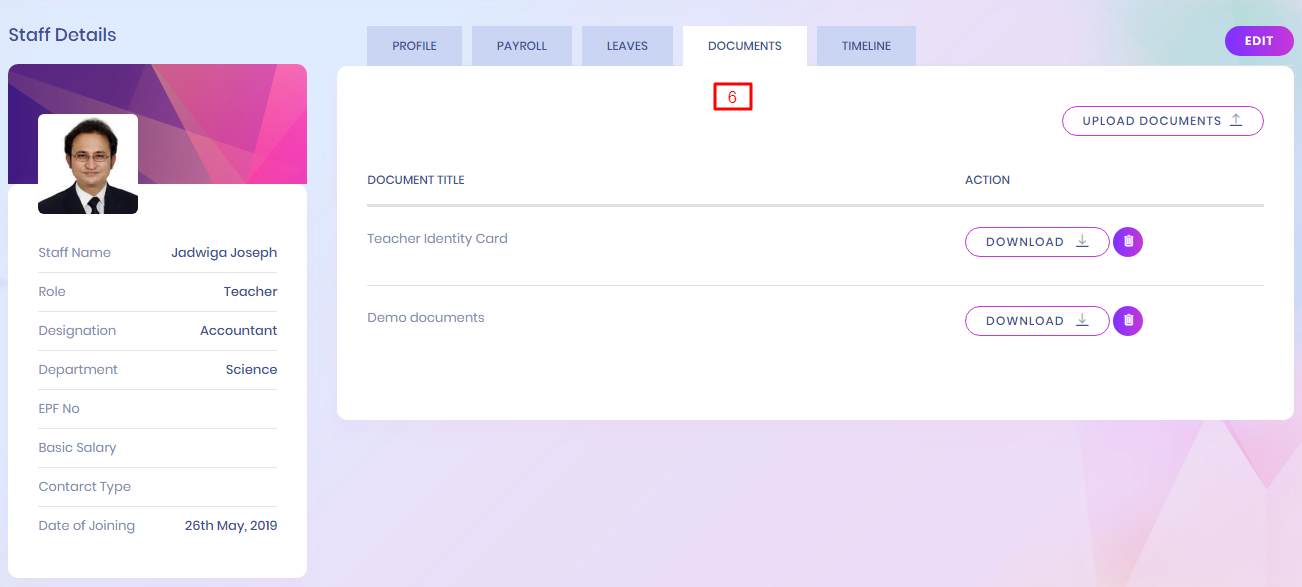 Staff Details
PROFILE
PAYROLL
LEAVES
DOCUMENTS
TIMELINE
EDIT
6
UPLOAD DOCUMENTS
DOCUMENT TITLE
ACTION
Teacher Identity Card
DOWNLOAD
Demo documents
DOWNLOAD
Staff Name Jadwiga Joseph
Role Teacher
Designation Accountant
Department Science
EPF No
Basic Salary
Contarct Type
Date of Joining 26th May, 2019